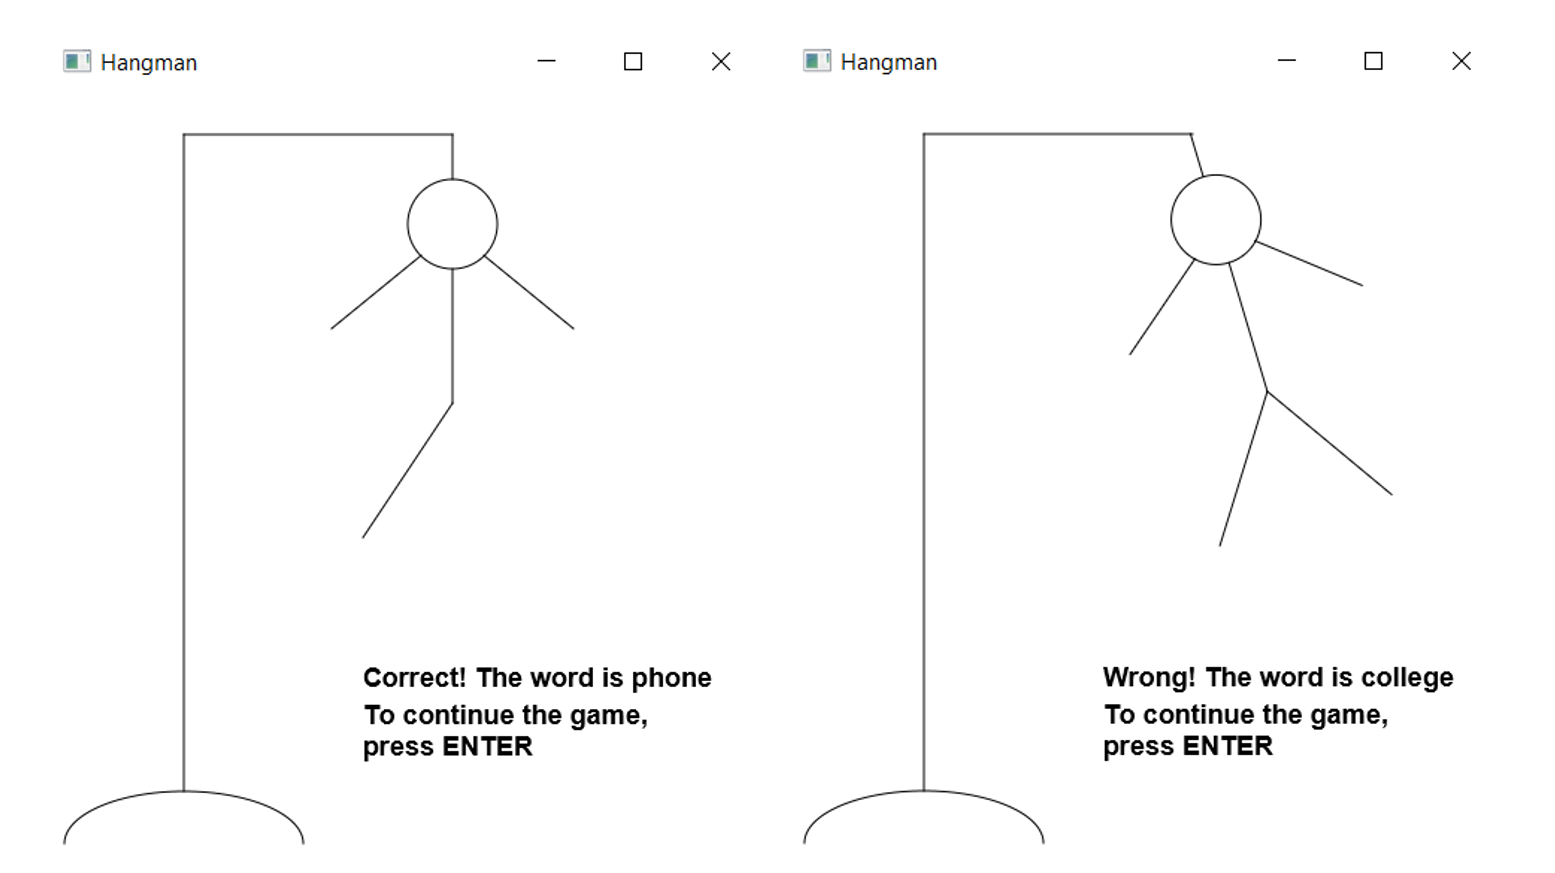 Hangman
Correct! The word is phone
To continue the game,
press ENTER
Hangman
Wrong! The word is college
To continue the game,
press ENTER